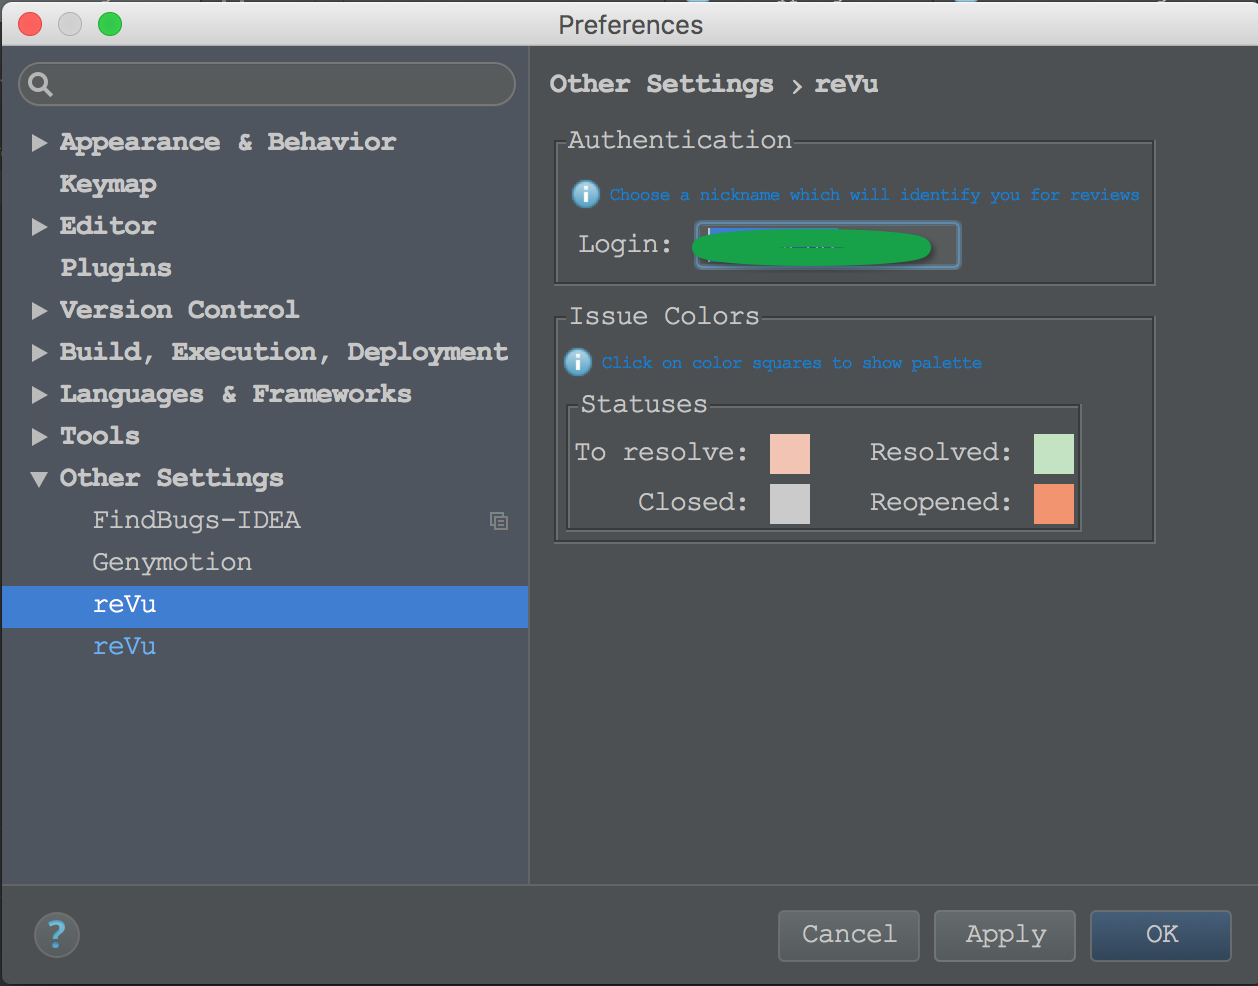 Preferences
Appearance & Behavior
Keymap
Editor
Plugins
Version Control
Build, Execution, Deployment
Languages & Frameworks
Tools
Other Settings
FindBugs-IDEA
Genymotion
reVu
reVu
Other Settings › reVu
Authentication
Choose a nickname which will identify you for reviews
Login:
Issue Colors
Click on color squares to show palette
Statuses
To resolve: Resolved:
Closed: Reopened:
? Cancel Apply OK